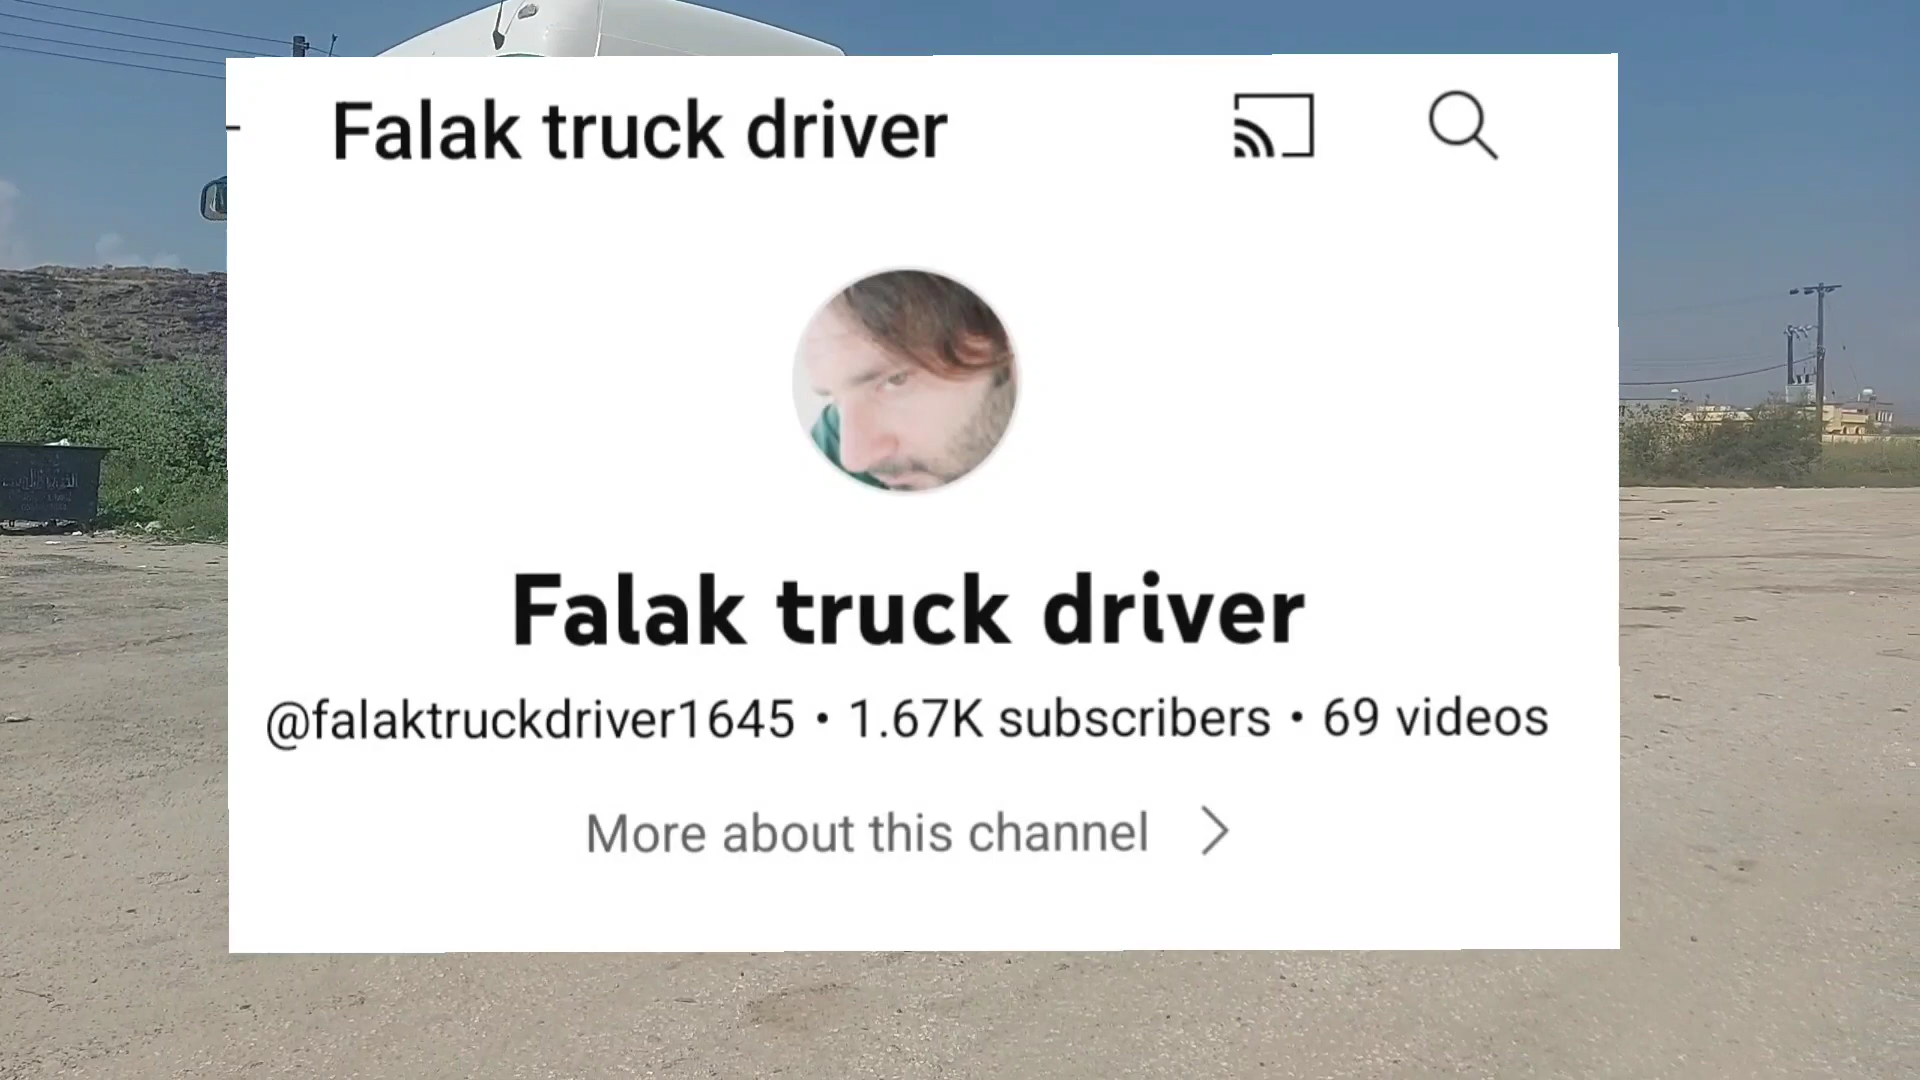 Falak truck driver
Falak truck driver
@falaktruckdriver1645 • 1.67K subscribers • 69 videos
More about this channel